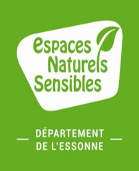 espaces
Naturels
Sensibles
DÉPARTEMENT
DE L'ESSONNE